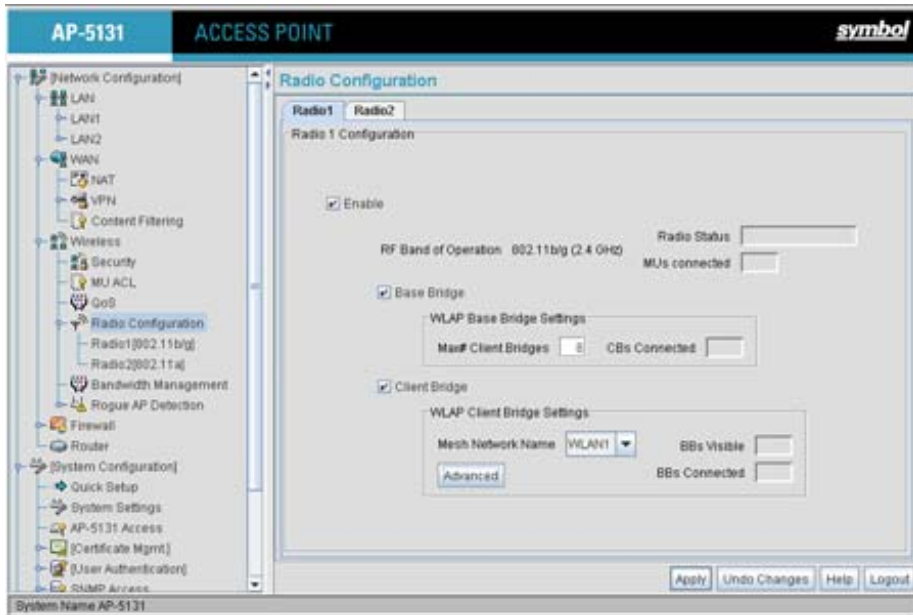 AP-5131 ACCESS POINT symbol
[Network Configuration]
LAN
LAN1
LAN2
WAN
NAT
VPN
Content Filtering
Wireless
Security
MU ACL
QoS
Radio Configuration
Radio1[802.11b/g]
Radio2[802.11a]
Bandwidth Management
Rogue AP Detection
Firewall
Router
[System Configuration]
Quick Setup
System Settings
AP-5131 Access
[Certificate Mgmt.]
[User Authentication]
SNMP Access
Radio Configuration
Radio1 Radio2
Radio 1 Configuration
Enable
RF Band of Operation 802.11b/g (2.4 GHz)
Radio Status
MUs connected
Base Bridge
WLAP Base Bridge Settings
Max# Client Bridges 6 CBs Connected
Client Bridge
WLAP Client Bridge Settings
Mesh Network Name WLAN1 BBs Visible
Advanced BBs Connected
Apply Undo Changes Help Logout
System Name AP-5131